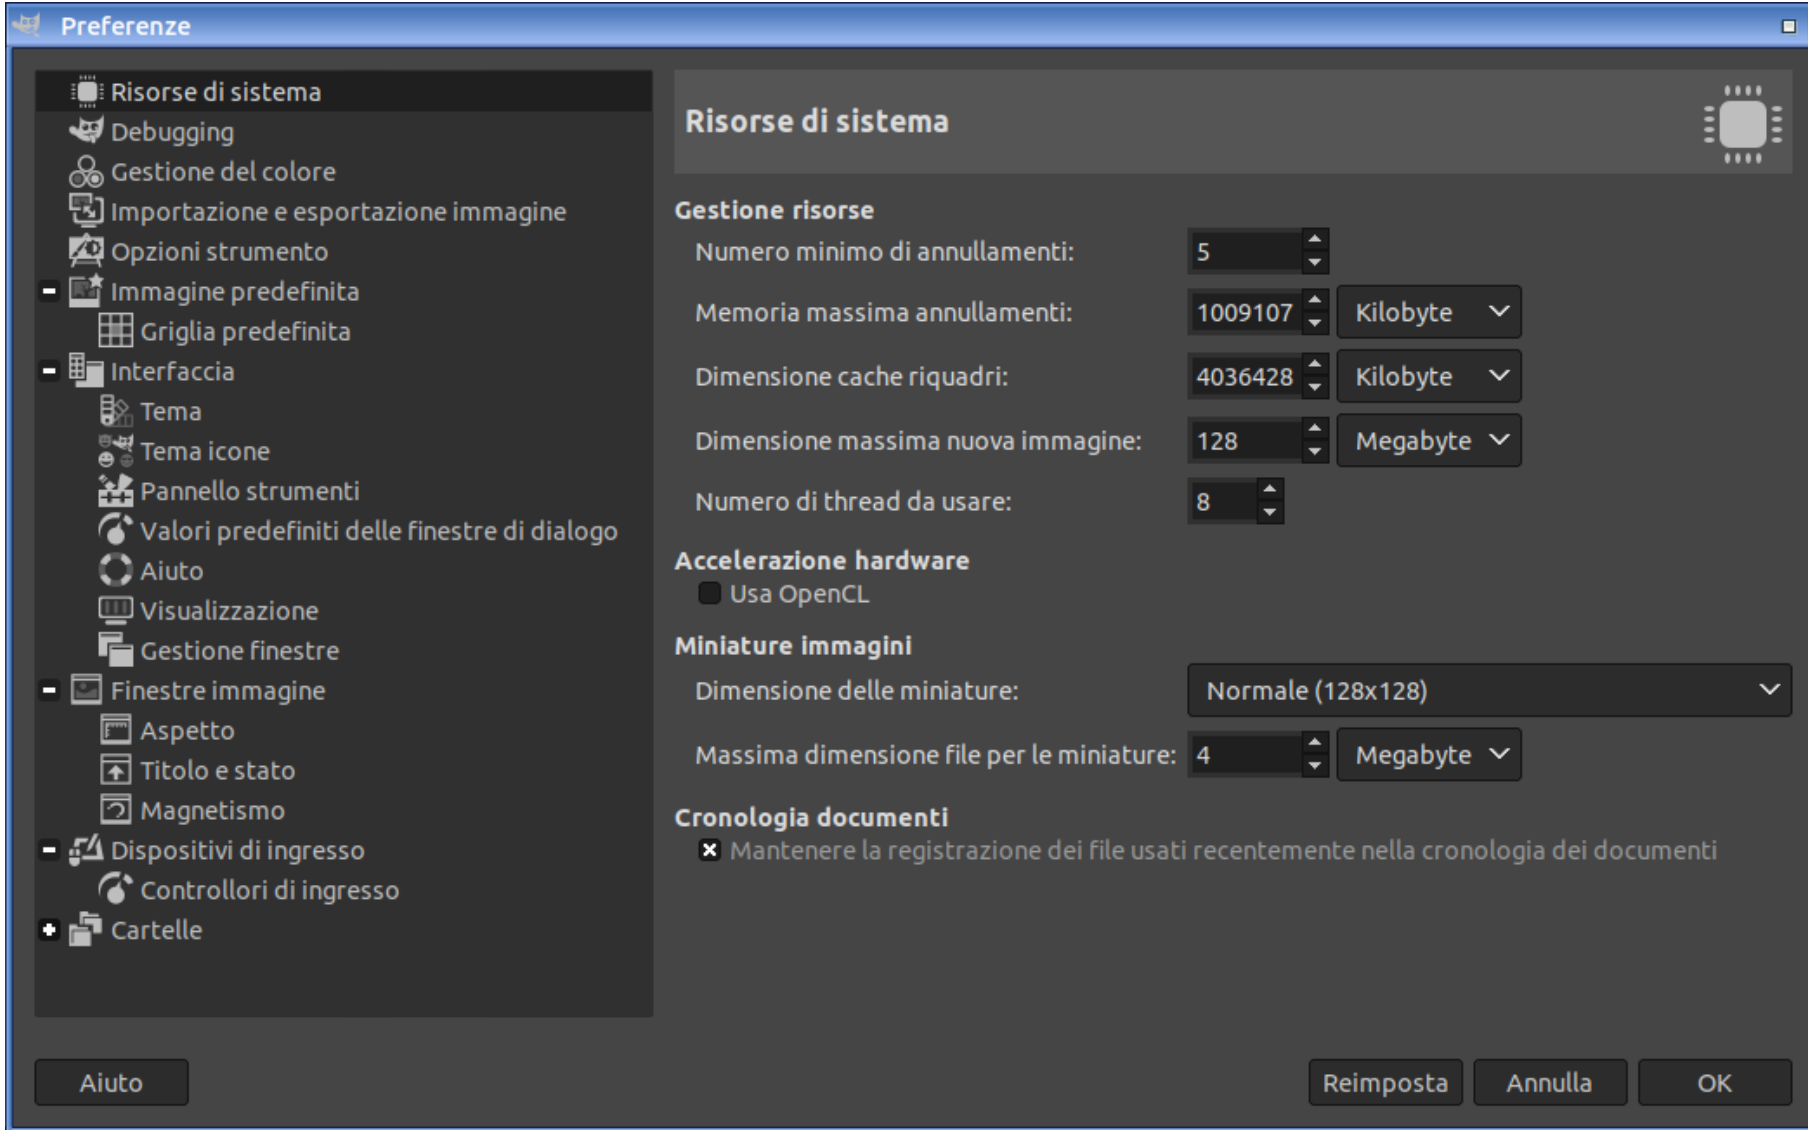 Preferenze
Risorse di sistema
Debugging
Gestione del colore
Importazione e esportazione immagine
Opzioni strumento
Immagine predefinita
Griglia predefinita
Interfaccia
Tema
Tema icone
Pannello strumenti
Valori predefiniti delle finestre di dialogo
Aiuto
Visualizzazione
Gestione finestre
Finestre immagine
Aspetto
Titolo e stato
Magnetismo
Dispositivi di ingresso
Controllori di ingresso
Cartelle
Risorse di sistema
Gestione risorse
Numero minimo di annullamenti: 5
Memoria massima annullamenti: 1009107 Kilobyte
Dimensione cache riquadri: 4036428 Kilobyte
Dimensione massima nuova immagine: 128 Megabyte
Numero di thread da usare: 8
Accelerazione hardware
Usa OpenCL
Miniature immagini
Dimensione delle miniature: Normale (128x128)
Massima dimensione file per le miniature: 4 Megabyte
Cronologia documenti
Mantenere la registrazione dei file usati recentemente nella cronologia dei documenti
Aiuto Reimposta Annulla OK